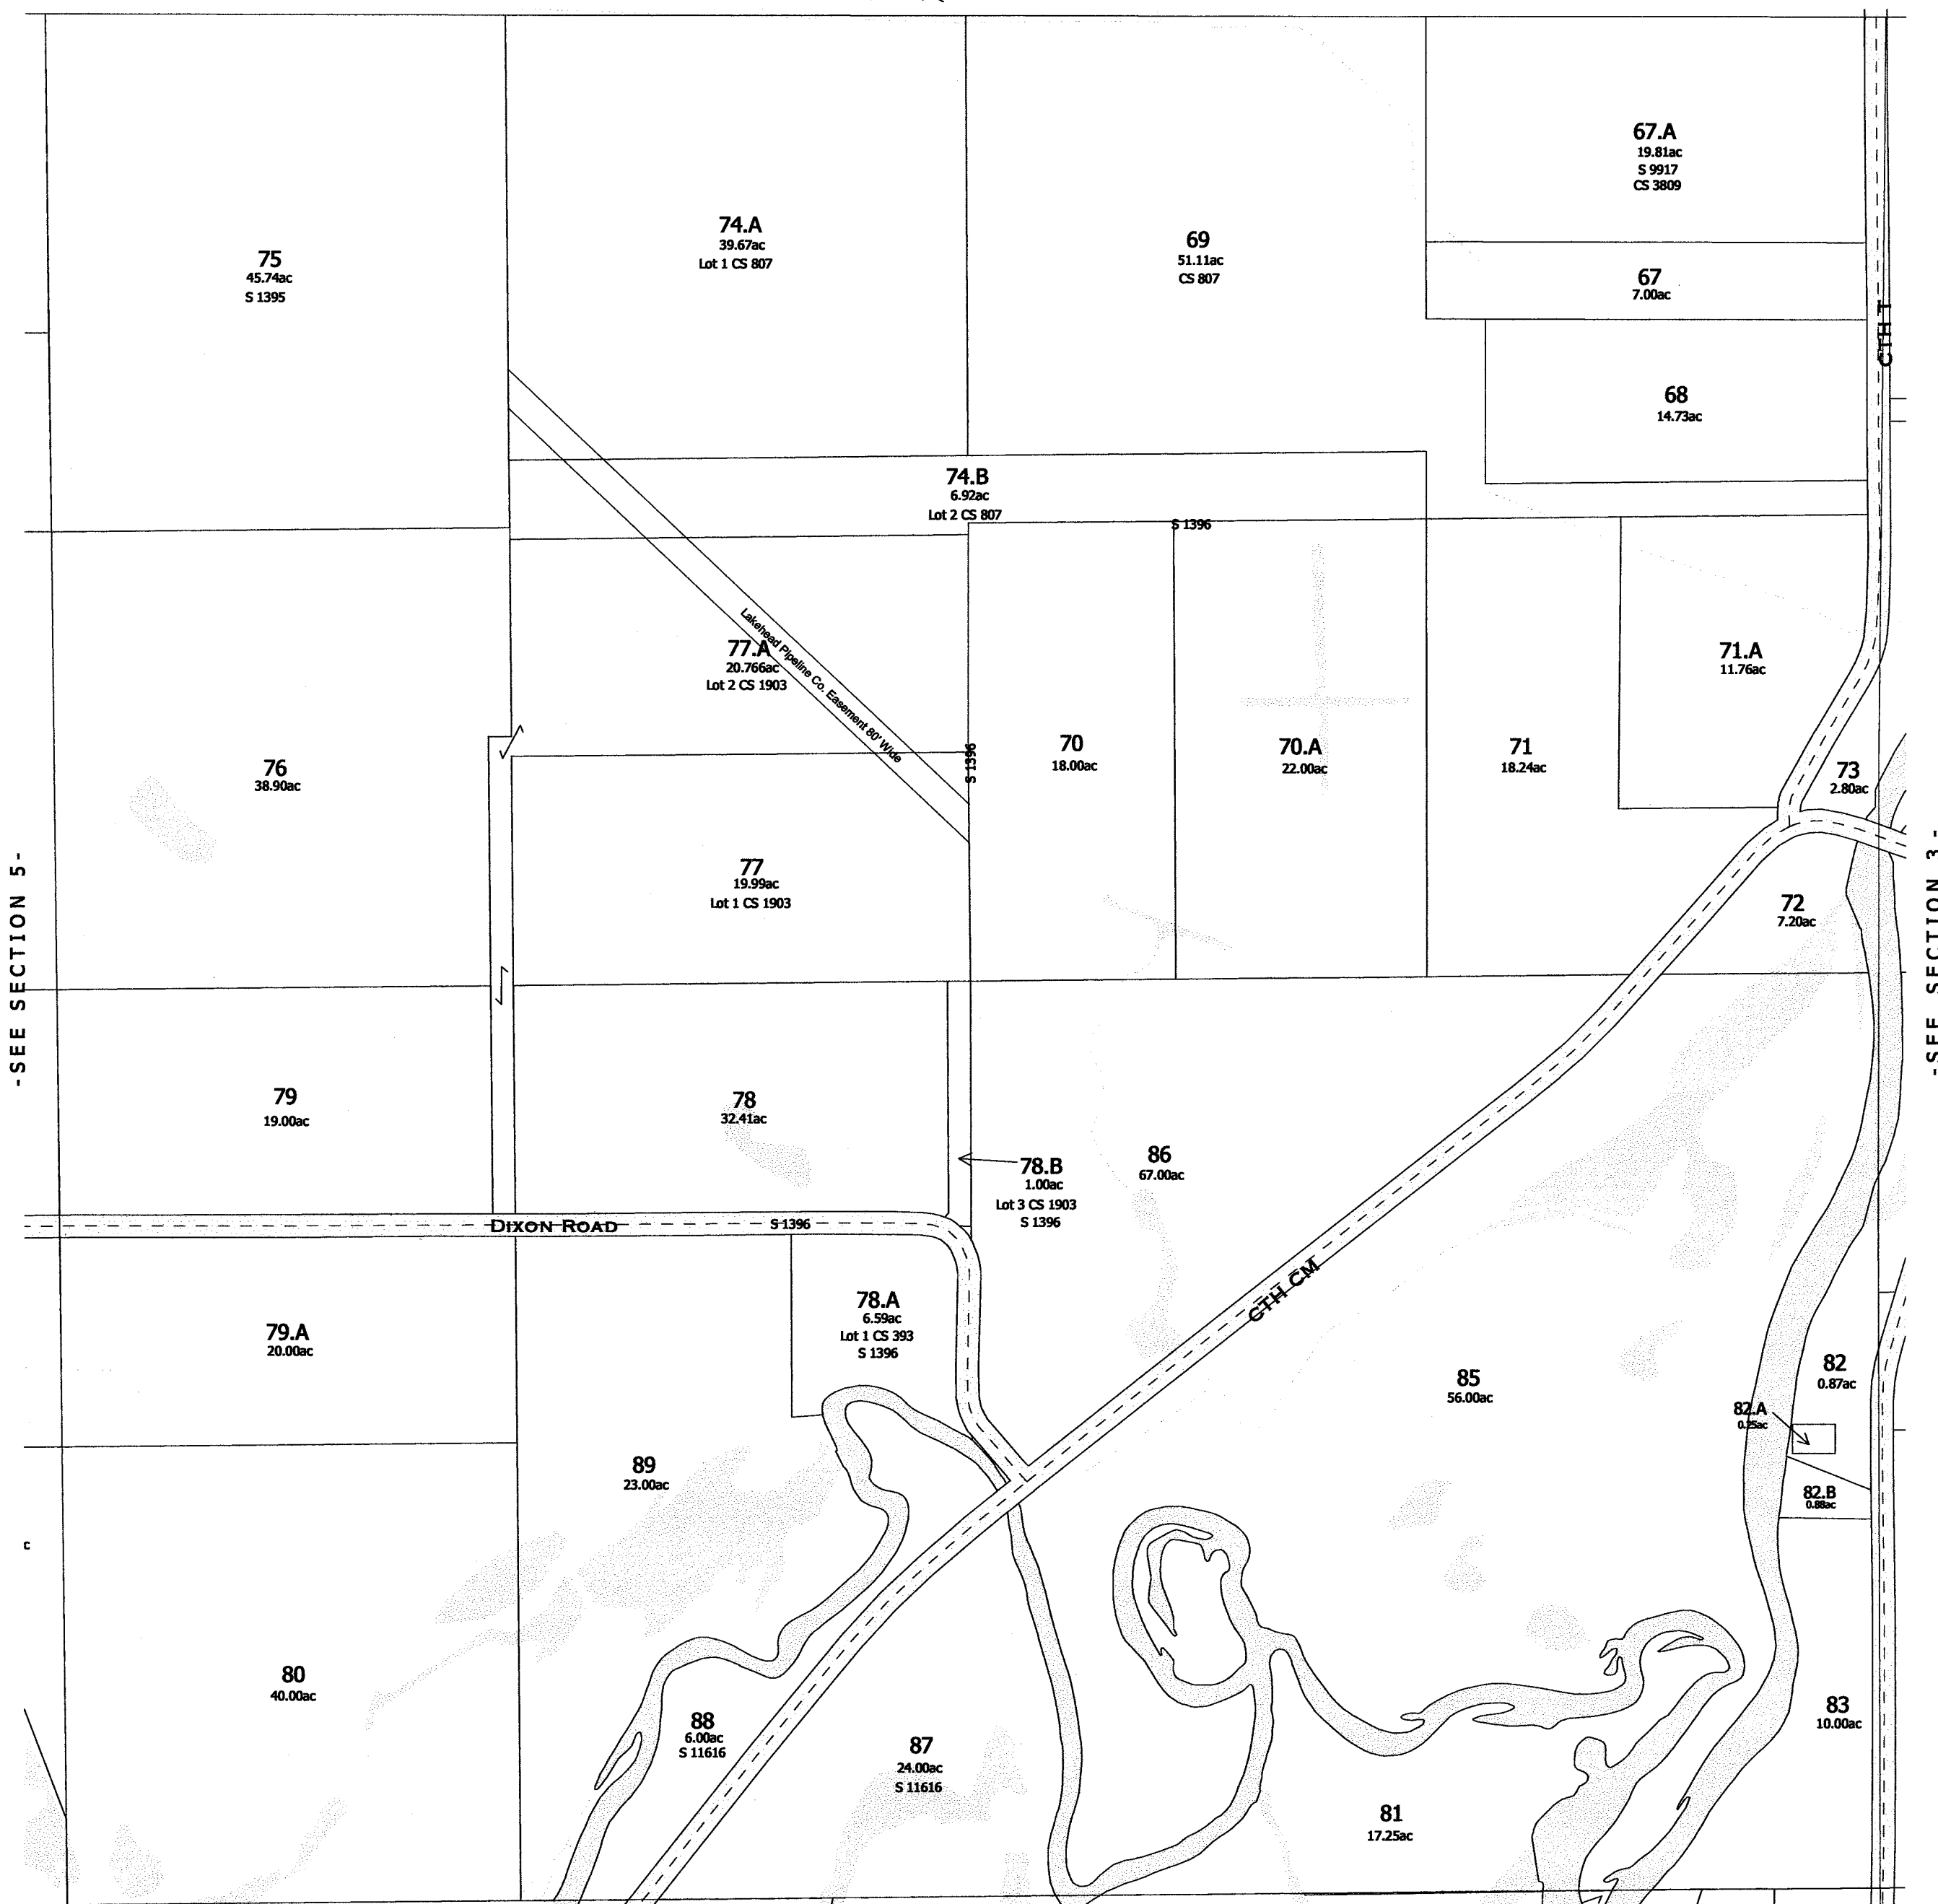 67.A
19.81ac
S 9917
CS 3809
74.A
39.67ac
Lot 1 CS 807
69
51.11ac
CS 807
75
45.74ac
S 1395
67
7.00ac
CTH T
68
14.73ac
74.B
6.92ac
Lot 2 CS 807
S 1396
Lakehead Pipeline Co. Easement 80' Wide
77.A
20.766ac
Lot 2 CS 1903
71.A
11.76ac
S 1396
70
18.00ac
70.A
22.00ac
71
18.24ac
76
38.90ac
73
2.80ac
77
19.99ac
Lot 1 CS 1903
72
7.20ac
-SEE SECTION 5-
-SEE SECTION 3-
79
19.00ac
78
32.41ac
78.B
1.00ac
Lot 3 CS 1903
S 1396
86
67.00ac
DIXON ROAD
S 1396
CTH CM
78.A
6.59ac
Lot 1 CS 393
S 1396
79.A
20.00ac
85
56.00ac
82
0.87ac
82.A
0.25ac
89
23.00ac
82.B
0.88ac
c
80
40.00ac
88
6.00ac
S 11616
87
24.00ac
S 11616
83
10.00ac
81
17.25ac